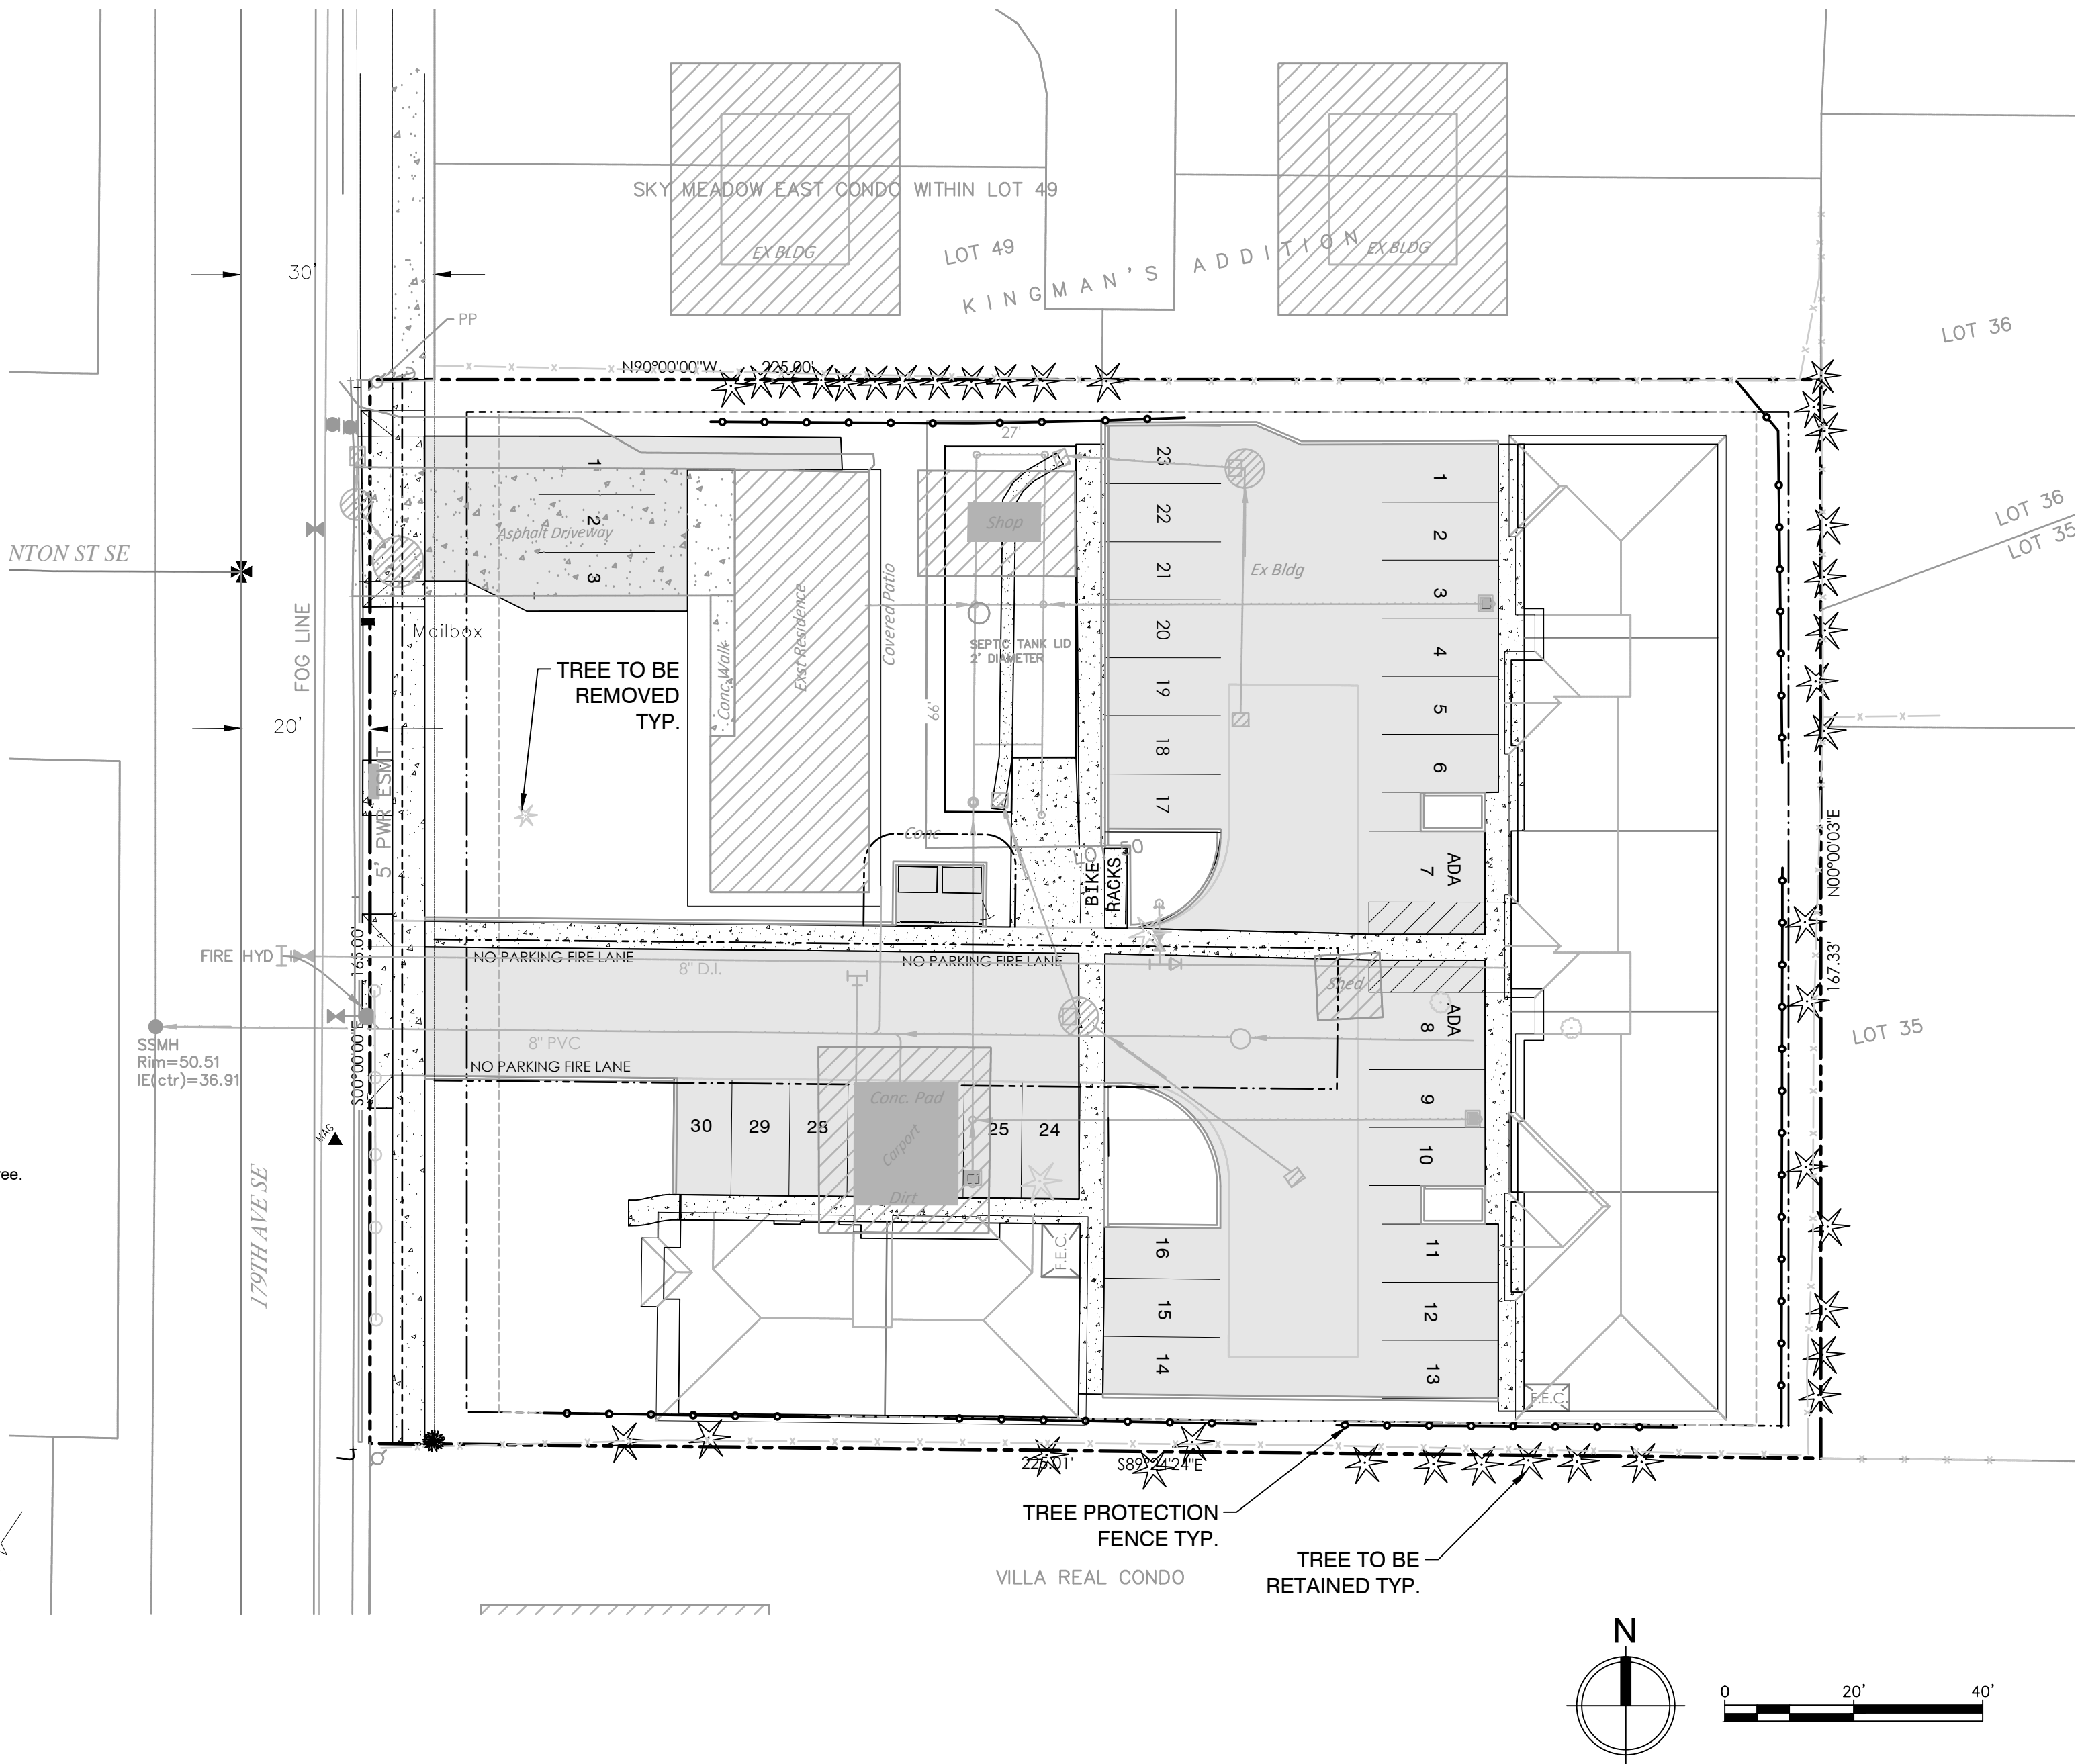 SKY MEADOW EAST CONDO WITHIN LOT 49
EX BLDG
EX BLDG
LOT 49
KINGMAN'S ADDITION
30'
PP
LOT 36
N90°00'00"W
225.00'
27'
1
2
3
Asphalt Driveway
Shop
23
22
21
20
19
18
17
1
2
3
4
5
6
Ex Bldg
LOT 36
LOT 35
NTON ST SE
FOG LINE
Mailbox
Conc.Walk
Exst Residence
Covered Patio
SEPTIC TANK LID
2' DIAMETER
TREE TO BE
REMOVED
TYP.
66'
20'
5' PWR ESMT
Conc
BIKE
RACKS
7
ADA
N00°00'03"E
167.33'
FIRE HYD
S00°00'00"E
165.00'
NO PARKING FIRE LANE
8" D.I.
NO PARKING FIRE LANE
Shed
8
ADA
LOT 35
SSMH
Rim=50.51
IE(ctr)=36.91
8" PVC
NO PARKING FIRE LANE
MAG
Conc. Pad
Carport
Dirt
30
29
28
25
24
9
10
11
12
13
16
15
14
ree.
179TH AVE SE
F.E.C.
F.E.C.
225.01'
S89°24'24"E
TREE PROTECTION
FENCE TYP.
TREE TO BE
RETAINED TYP.
VILLA REAL CONDO
N
0
20'
40'